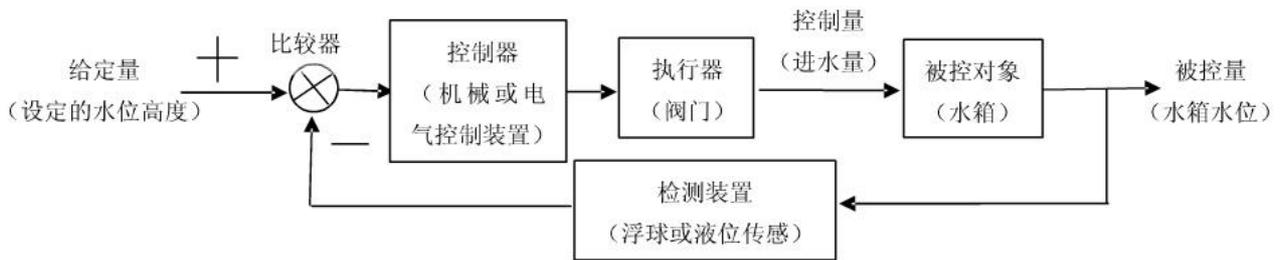 给定量
（设定的水位高度）
+
比较器
—
控制器
（机械或电
气控制装置）
执行器
（阀门）
控制量
（进水量）
被控对象
（水箱）
被控量
（水箱水位）
检测装置
（浮球或液位传感）